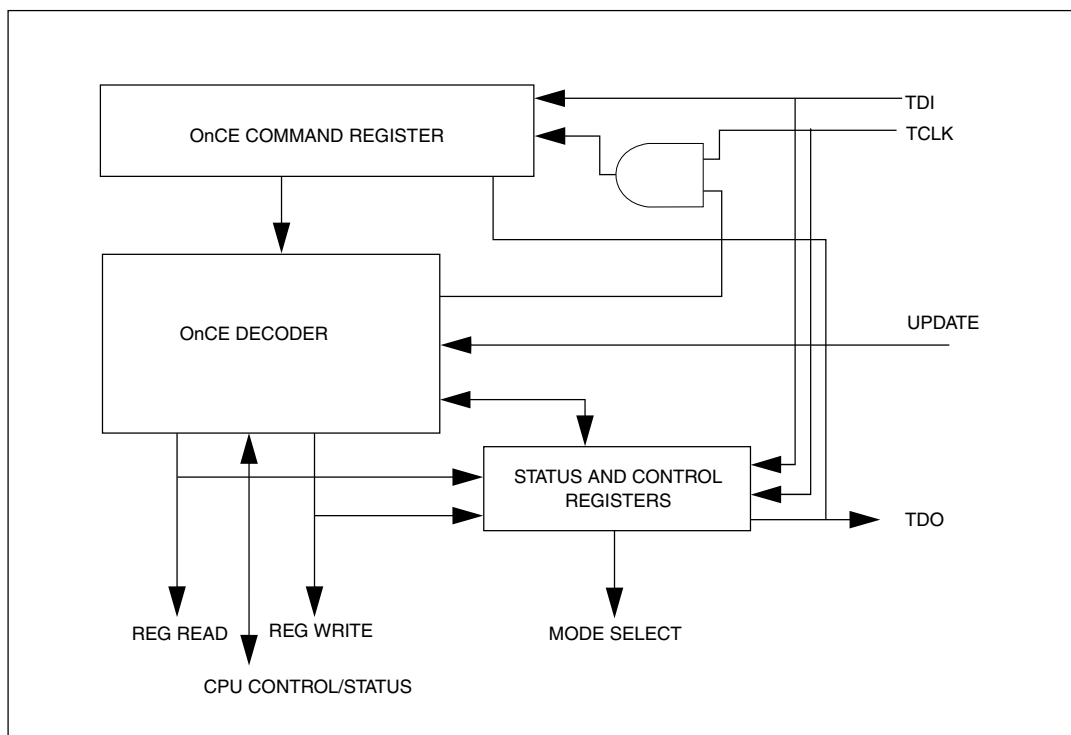 TDI
OnCE COMMAND REGISTER
TCLK
UPDATE
OnCE DECODER
STATUS AND CONTROL
REGISTERS
TDO
REG READ
REG WRITE
MODE SELECT
CPU CONTROL/STATUS